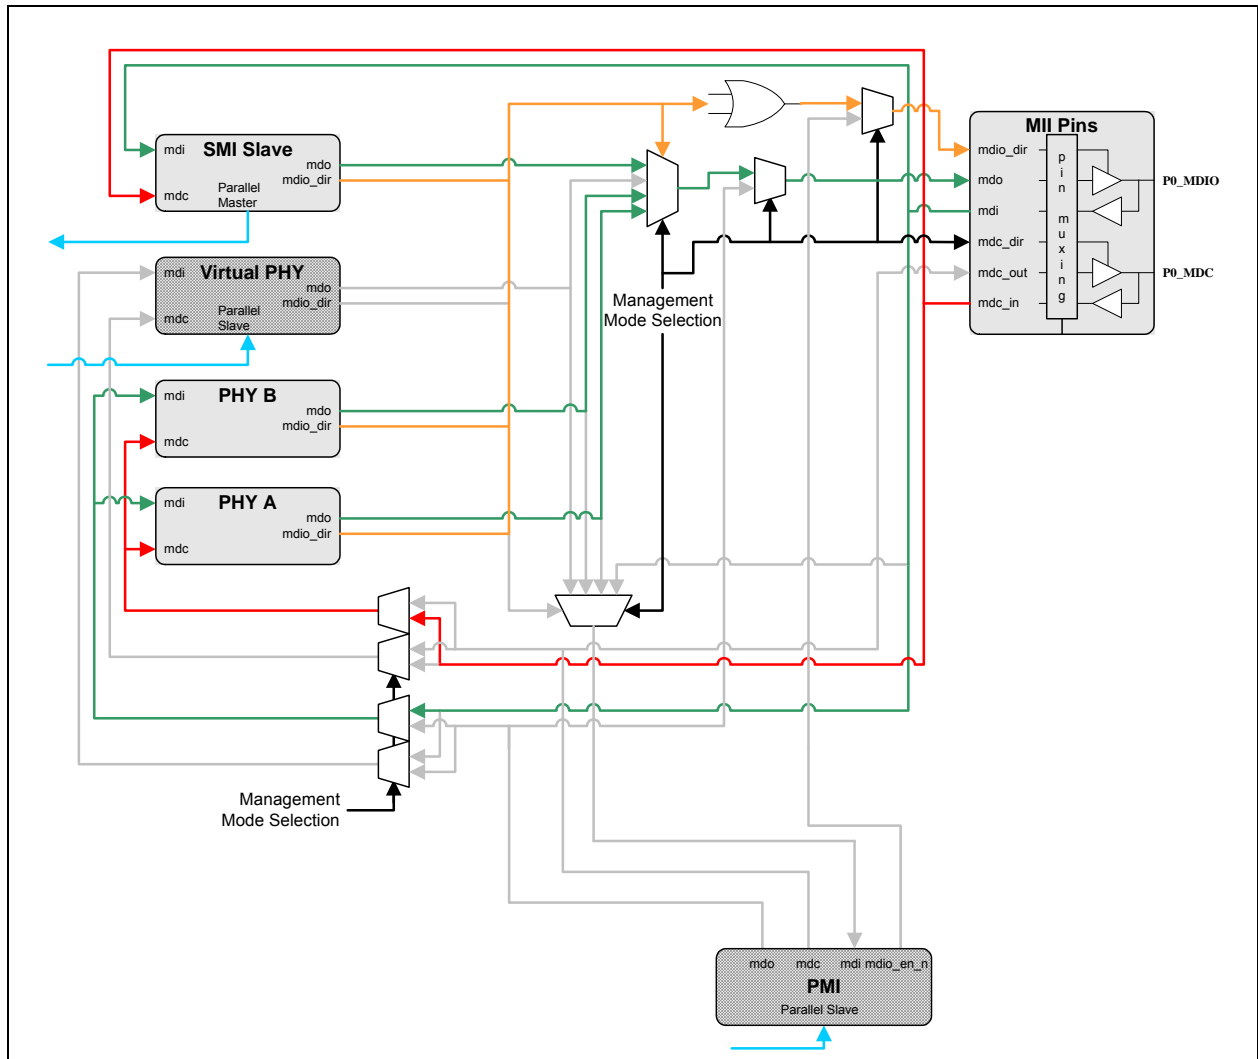 SMI Slave
mdi
mdo
mdio_dir
mdc
Parallel
Master
Virtual PHY
mdi
mdo
mdio_dir
mdc
Parallel
Slave
PHY B
mdi
mdo
mdio_dir
mdc
PHY A
mdi
mdo
mdio_dir
mdc
Management
Mode Selection
MII Pins
mdio_dir
mdo
mdi
mdc_dir
mdc_out
mdc_in
pin muxing
P0_MDIO
P0_MDC
Management
Mode Selection
mdo mdc mdi mdio_en_n
PMI
Parallel Slave